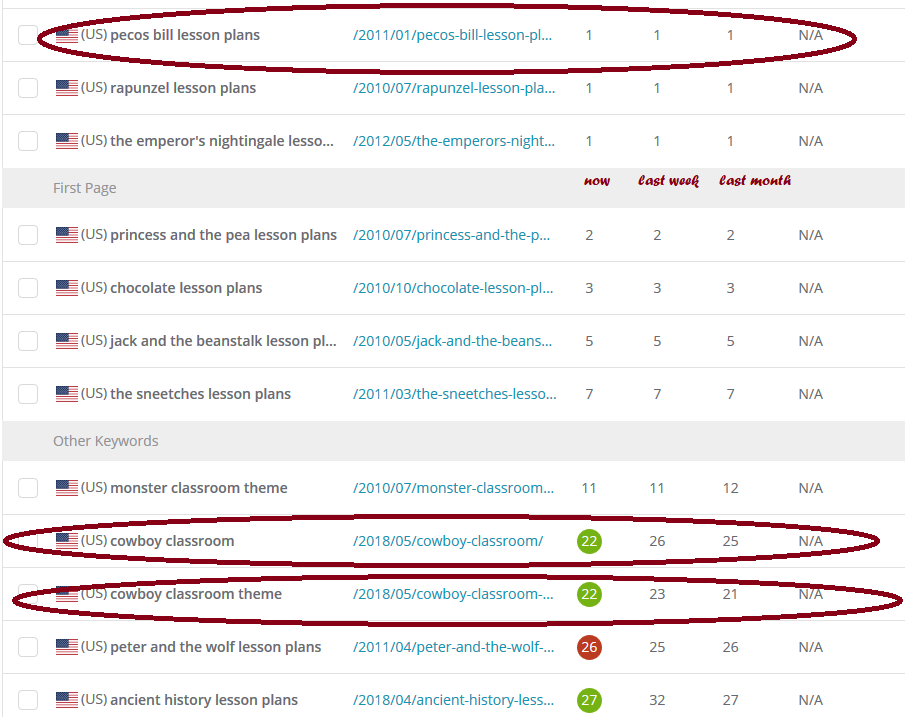 (US) pecos bill lesson plans /2011/01/pecos-bill-lesson-pl... 1 1 1 N/A
(US) rapunzel lesson plans /2010/07/rapunzel-lesson-pla... 1 1 1 N/A
(US) the emperor's nightingale lesso... /2012/05/the-emperors-night... 1 1 1 N/A
First Page now last week last month
(US) princess and the pea lesson plans /2010/07/princess-and-the-p... 2 2 2 N/A
(US) chocolate lesson plans /2010/10/chocolate-lesson-pl... 3 3 3 N/A
(US) jack and the beanstalk lesson pl... /2010/05/jack-and-the-beans... 5 5 5 N/A
(US) the sneetches lesson plans /2011/03/the-sneetches-lesso... 7 7 7 N/A
Other Keywords
(US) monster classroom theme /2010/07/monster-classroom... 11 11 12 N/A
(US) cowboy classroom /2018/05/cowboy-classroom/ 22 26 25 N/A
(US) cowboy classroom theme /2018/05/cowboy-classroom-... 22 23 21 N/A
(US) peter and the wolf lesson plans /2011/04/peter-and-the-wolf-... 26 25 26 N/A
(US) ancient history lesson plans /2018/04/ancient-history-less... 27 32 27 N/A